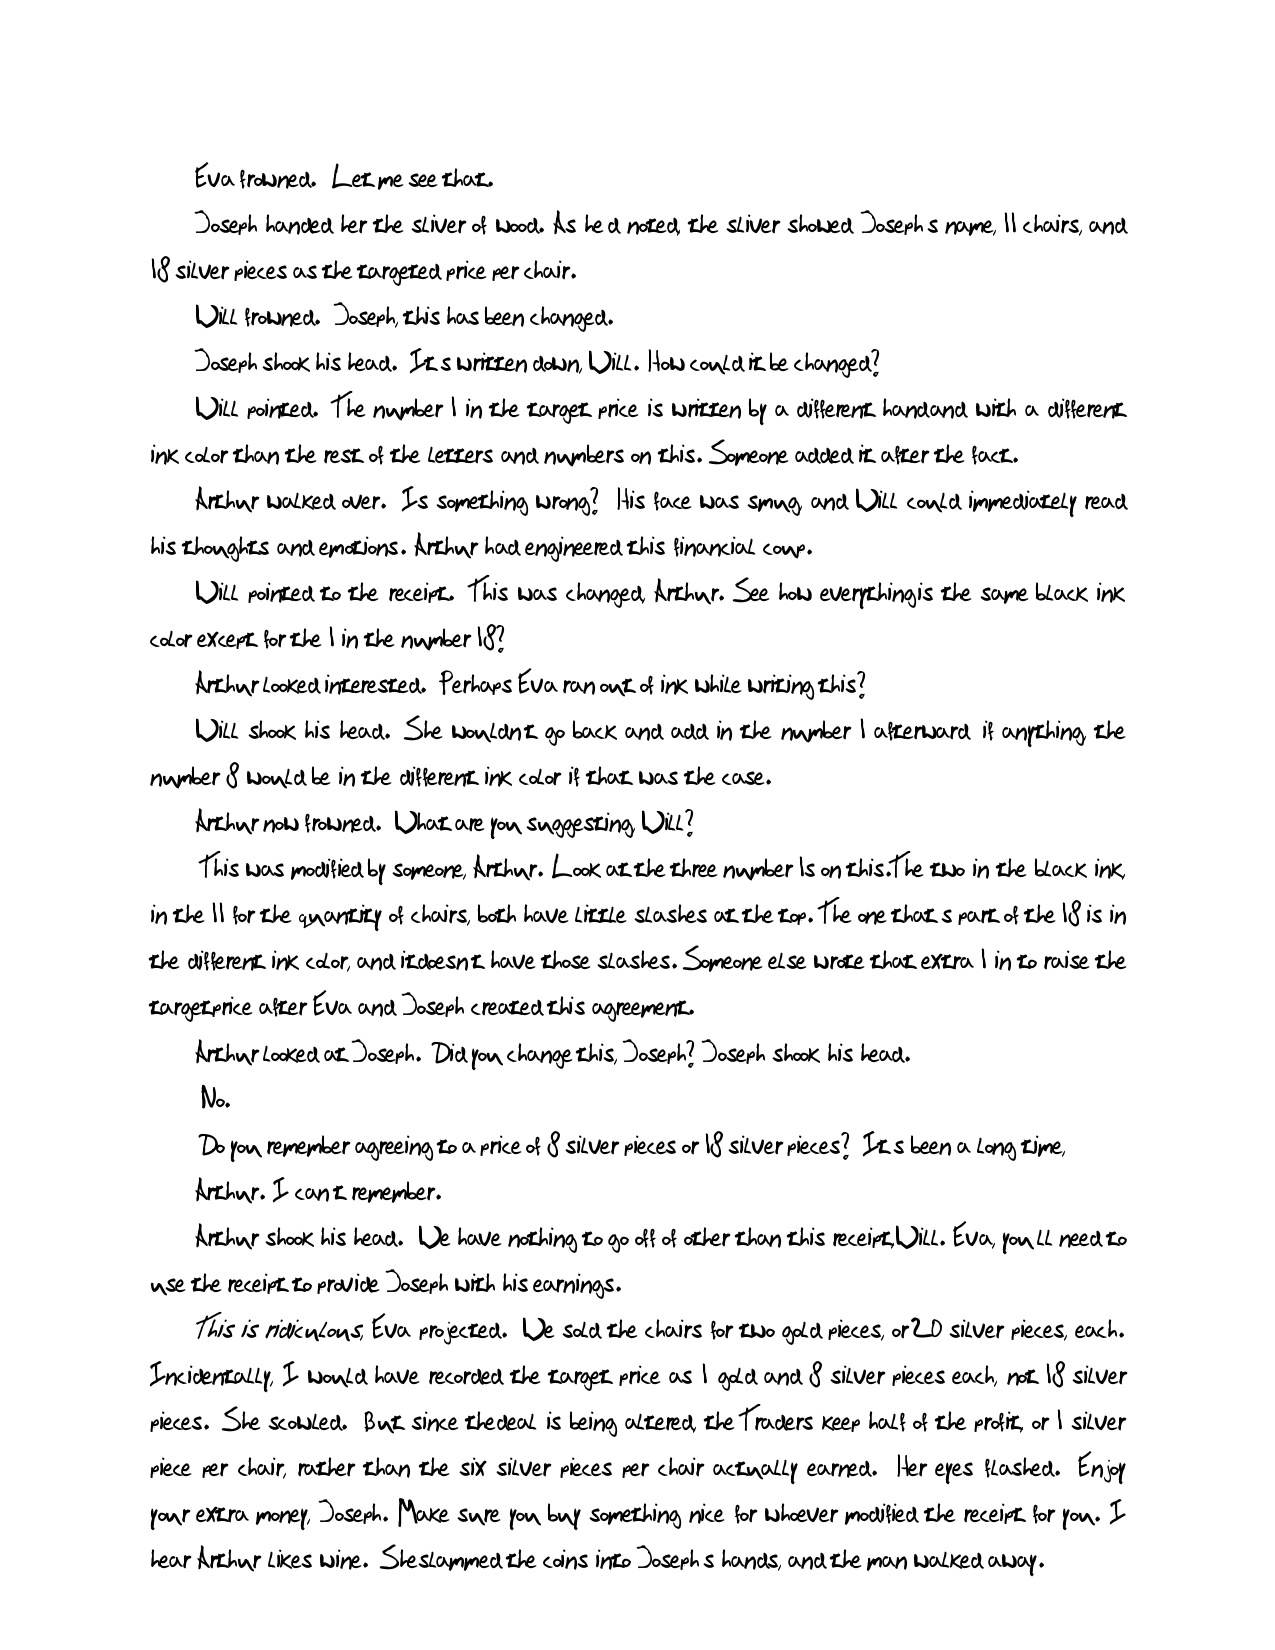 Eva frowned. Let me see that.
Joseph handed her the sliver of wood. As he d noted, the sliver showed Joseph s name, 11 chairs, and
18 silver pieces as the targeted price per chair.
Will frowned. Joseph, this has been changed.
Joseph shook his head. It s written down, Will. How could it be changed?
Will pointed. The number 1 in the target price is written by a different handand with a different
ink color than the rest of the letters and numbers on this. Someone added it after the fact.
Arthur walked over. Is something wrong? His face was smug, and Will could immediately read
his thoughts and emotions. Arthur had engineered this financial coup.
Will pointed to the receipt. This was changed, Arthur. See how everything is the same black ink
color except for the 1 in the number 18?
Arthur looked interested. Perhaps Eva ran out of ink while writing this?
Will shook his head. She wouldn t go back and add in the number 1 afterward if anything, the
number 8 would be in the different ink color if that was the case.
Arthur now frowned. What are you suggesting, Will?
This was modified by someone, Arthur. Look at the three number 1s on this.The two in the black ink,
in the 11 for the quantity of chairs, both have little slashes at the top. The one that s part of the 18 is in
the different ink color, and it doesn t have those slashes. Someone else wrote that extra 1 in to raise the
target price after Eva and Joseph created this agreement.
Arthur looked at Joseph. Did you change this, Joseph? Joseph shook his head.
No.
Do you remember agreeing to a price of 8 silver pieces or 18 silver pieces? It s been a long time,
Arthur. I can t remember.
Arthur shook his head. We have nothing to go off of other than this receipt, Will. Eva, you ll need to
use the receipt to provide Joseph with his earnings.
This is ridiculous, Eva projected. We sold the chairs for two gold pieces, or 20 silver pieces, each.
Incidentally, I would have recorded the target price as 1 gold and 8 silver pieces each, not 18 silver
pieces. She scowled. But since the deal is being altered, the Traders keep half of the profit, or 1 silver
piece per chair, rather than the six silver pieces per chair actually earned. Her eyes flashed. Enjoy
your extra money, Joseph. Make sure you buy something nice for whoever modified the receipt for you. I
hear Arthur likes wine. She slammed the coins into Joseph s hands, and the man walked away.